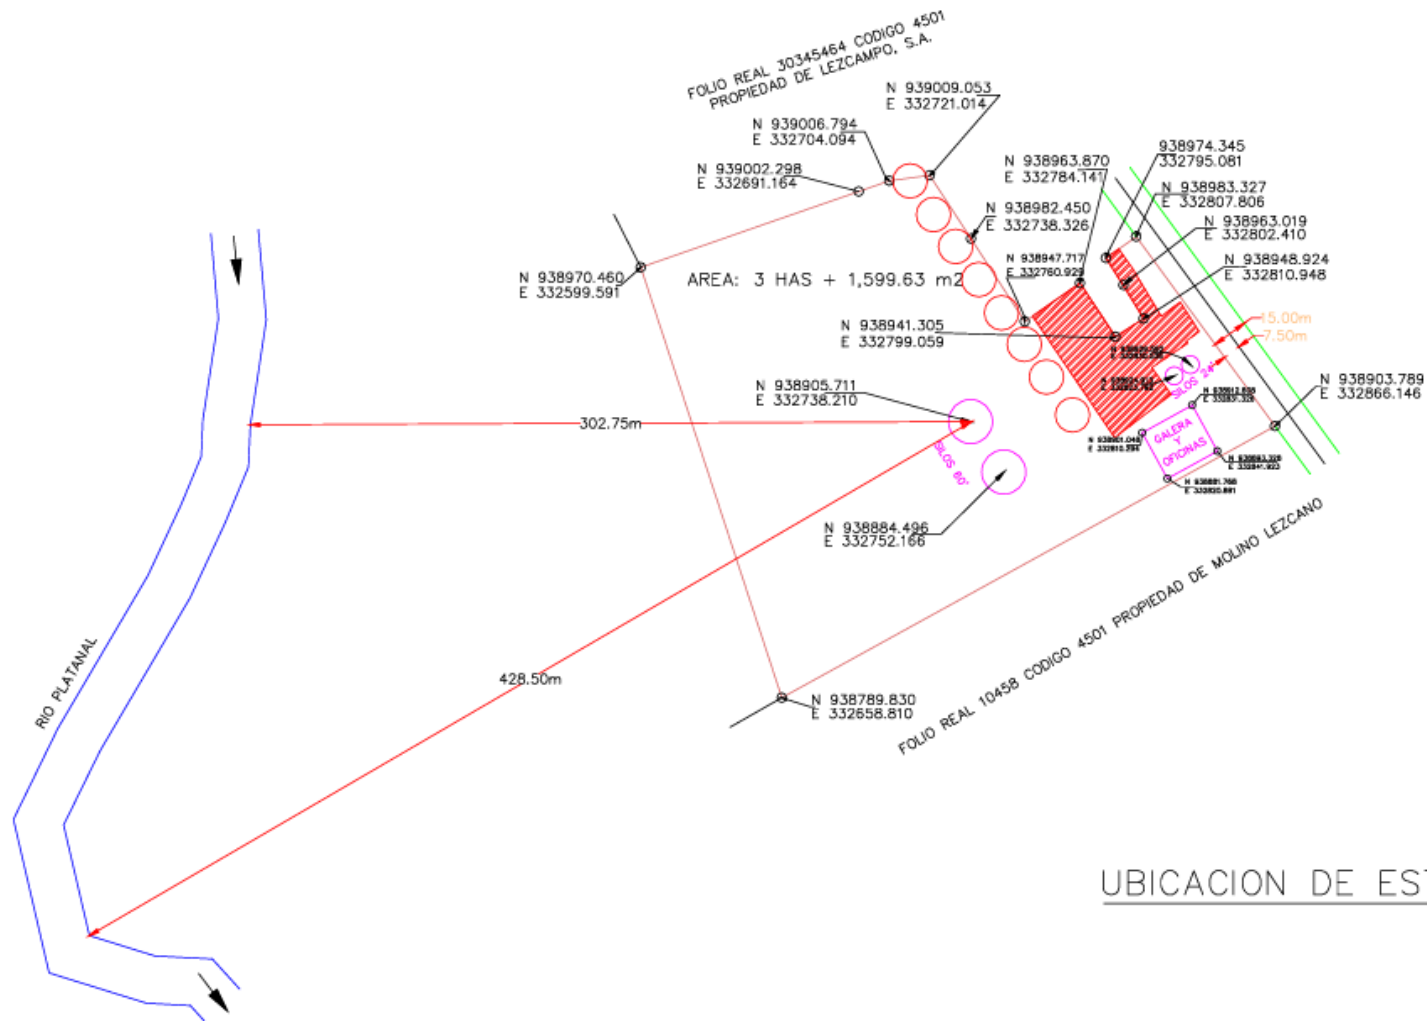 FOLIO REAL 30345464 CODIGO 4501
PROPIEDAD DE LEZCAMPO, S.A.
N 939009.053
E 332721.014
N 939006.794
E 332704.094
N 939002.298
E 332691.164
N 938963.870
E 332784.141
938974.345
332795.081
N 938983.327
E 332807.806
N 938982.450
E 332738.326
N 938963.019
E 332802.410
N 938947.717
E 332760.929
N 938948.924
E 332810.948
N 938970.460
E 332599.591
AREA: 3 HAS + 1,599.63 m2
N 938941.305
E 332799.059
15.00m
7.50m
SILOS 24'
N 938905.711
E 332738.210
N 938903.789
E 332866.146
302.75m
GALERA
Y
OFICINAS
N 938901.048
SILOS 60'
N 938884.496
E 332752.166
FOLIO REAL 10458 CODIGO 4501 PROPIEDAD DE MOLINO LEZCANO
RIO PLATANAL
428.50m
N 938789.830
E 332658.810
UBICACION DE EST